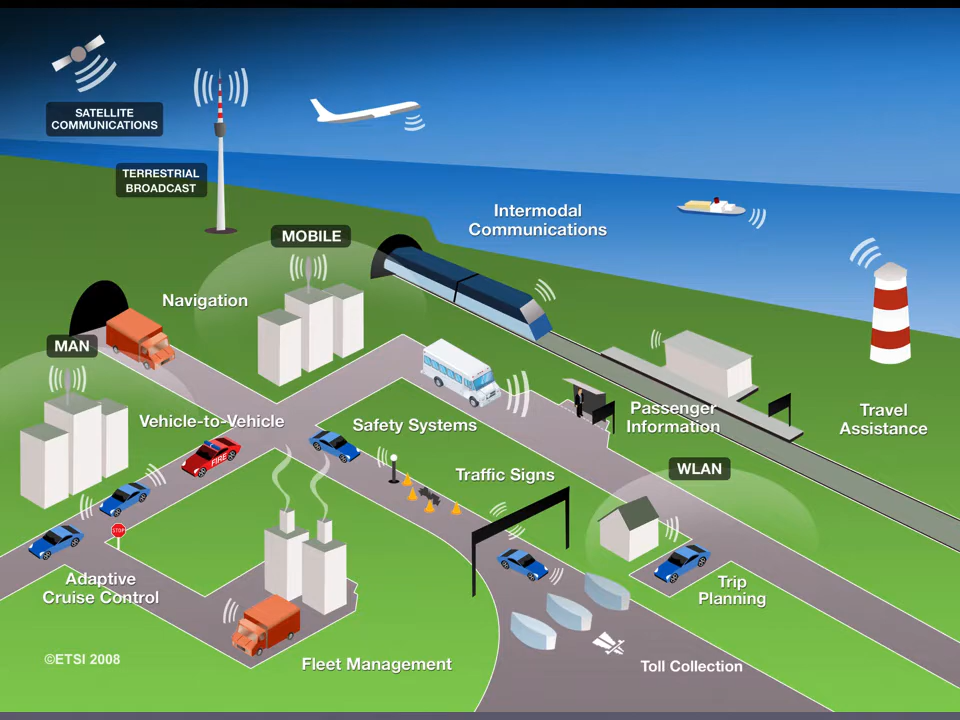 SATELLITE
COMMUNICATIONS
TERRESTRIAL
BROADCAST
Intermodal
Communications
MOBILE
Navigation
MAN
Vehicle-to-Vehicle
Safety Systems
Passenger
Information
Travel
Assistance
Traffic Signs
WLAN
FIRE
STOP
Adaptive
Cruise Control
Trip
Planning
©ETSI 2008
Fleet Management
Toll Collection